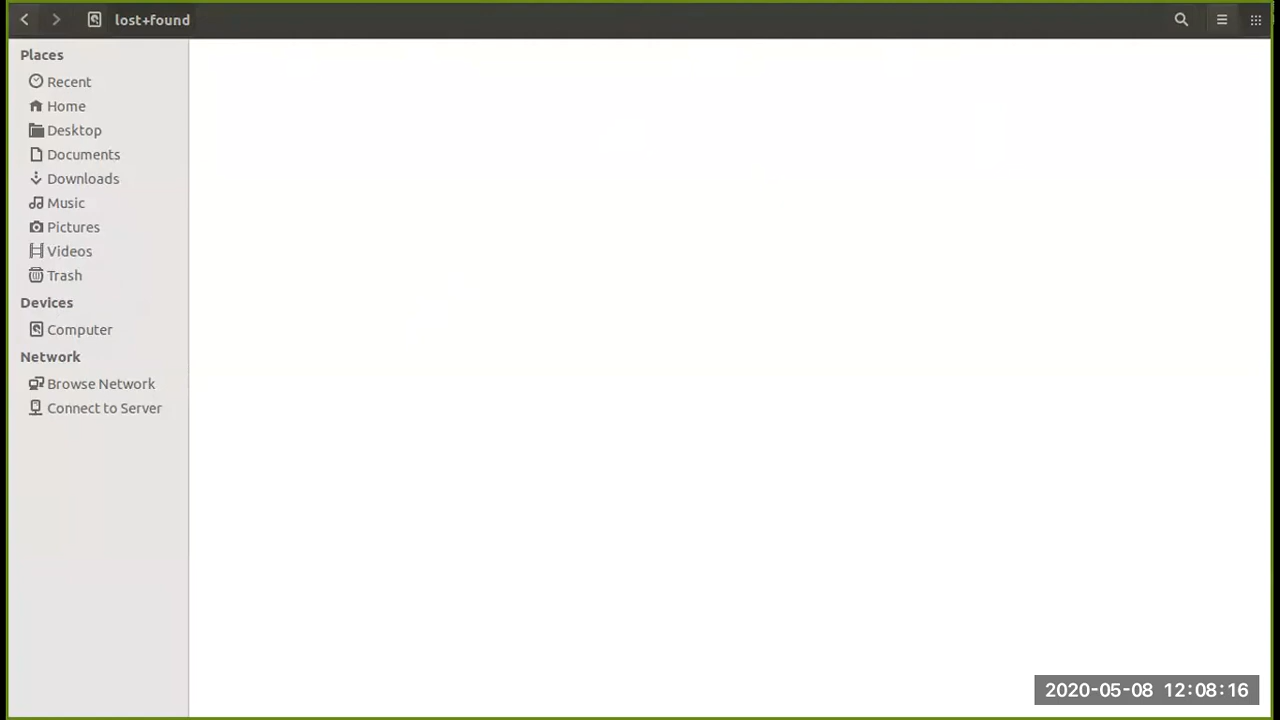 lost+found
Places
Recent
Home
Desktop
Documents
Downloads
Music
Pictures
Videos
Trash
Devices
Computer
Network
Browse Network
Connect to Server
2020-05-08 12:08:16